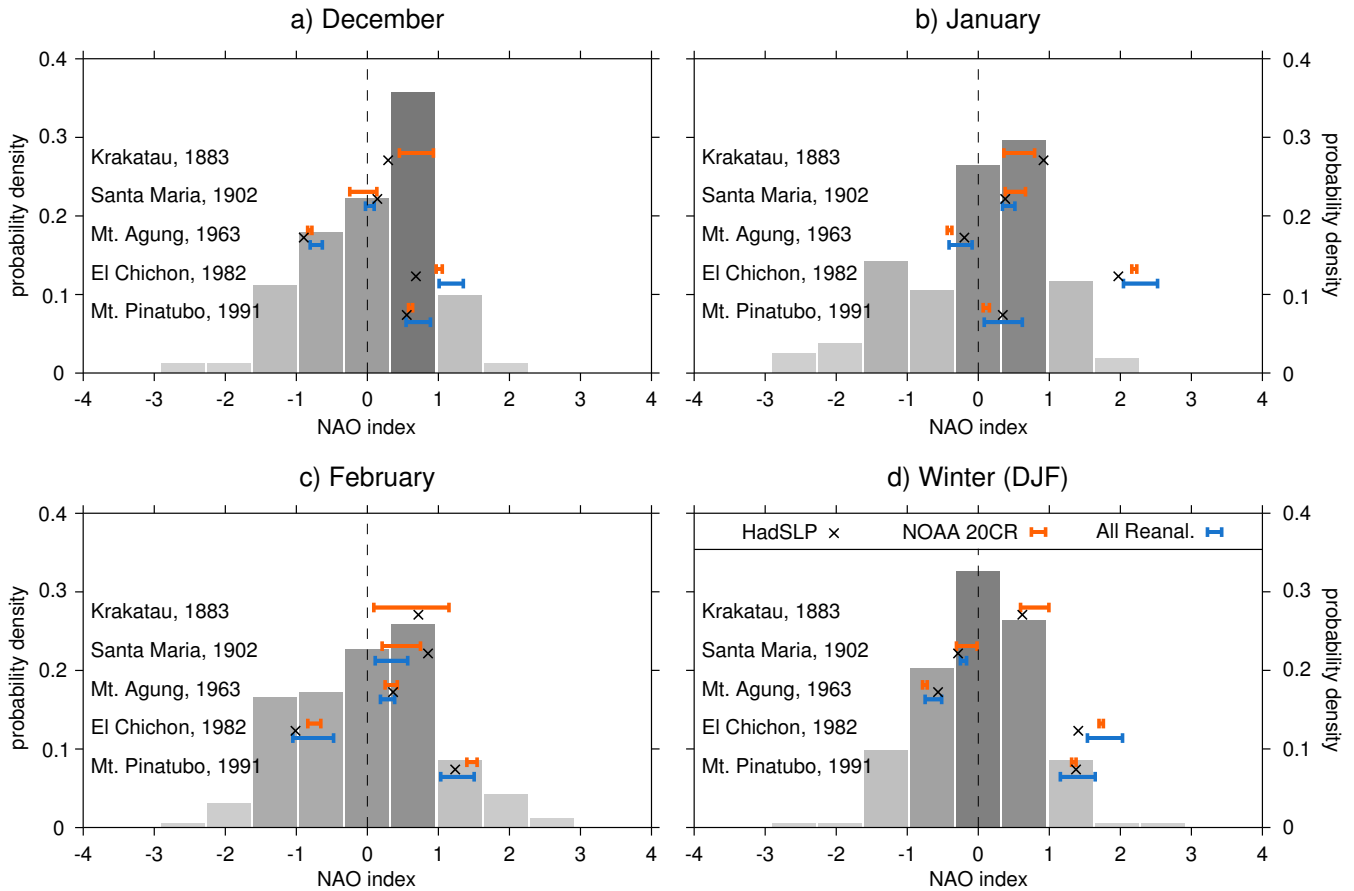 a) December
b) January
0.4
0.3
0.2
0.1
0
probability density
Krakatau, 1883
Santa Maria, 1902
Mt. Agung, 1963
El Chichon, 1982
Mt. Pinatubo, 1991
-4 -3 -2 -1 0 1 2 3 4
NAO index
Krakatau, 1883
Santa Maria, 1902
Mt. Agung, 1963
El Chichon, 1982
Mt. Pinatubo, 1991
0.4
0.3
0.2
0.1
0
probability density
-4 -3 -2 -1 0 1 2 3 4
NAO index
c) February
d) Winter (DJF)
0.4
0.3
0.2
0.1
0
probability density
Krakatau, 1883
Santa Maria, 1902
Mt. Agung, 1963
El Chichon, 1982
Mt. Pinatubo, 1991
-4 -3 -2 -1 0 1 2 3 4
NAO index
HadSLP NOAA 20CR All Reanal.
Krakatau, 1883
Santa Maria, 1902
Mt. Agung, 1963
El Chichon, 1982
Mt. Pinatubo, 1991
0.4
0.3
0.2
0.1
0
probability density
-4 -3 -2 -1 0 1 2 3 4
NAO index